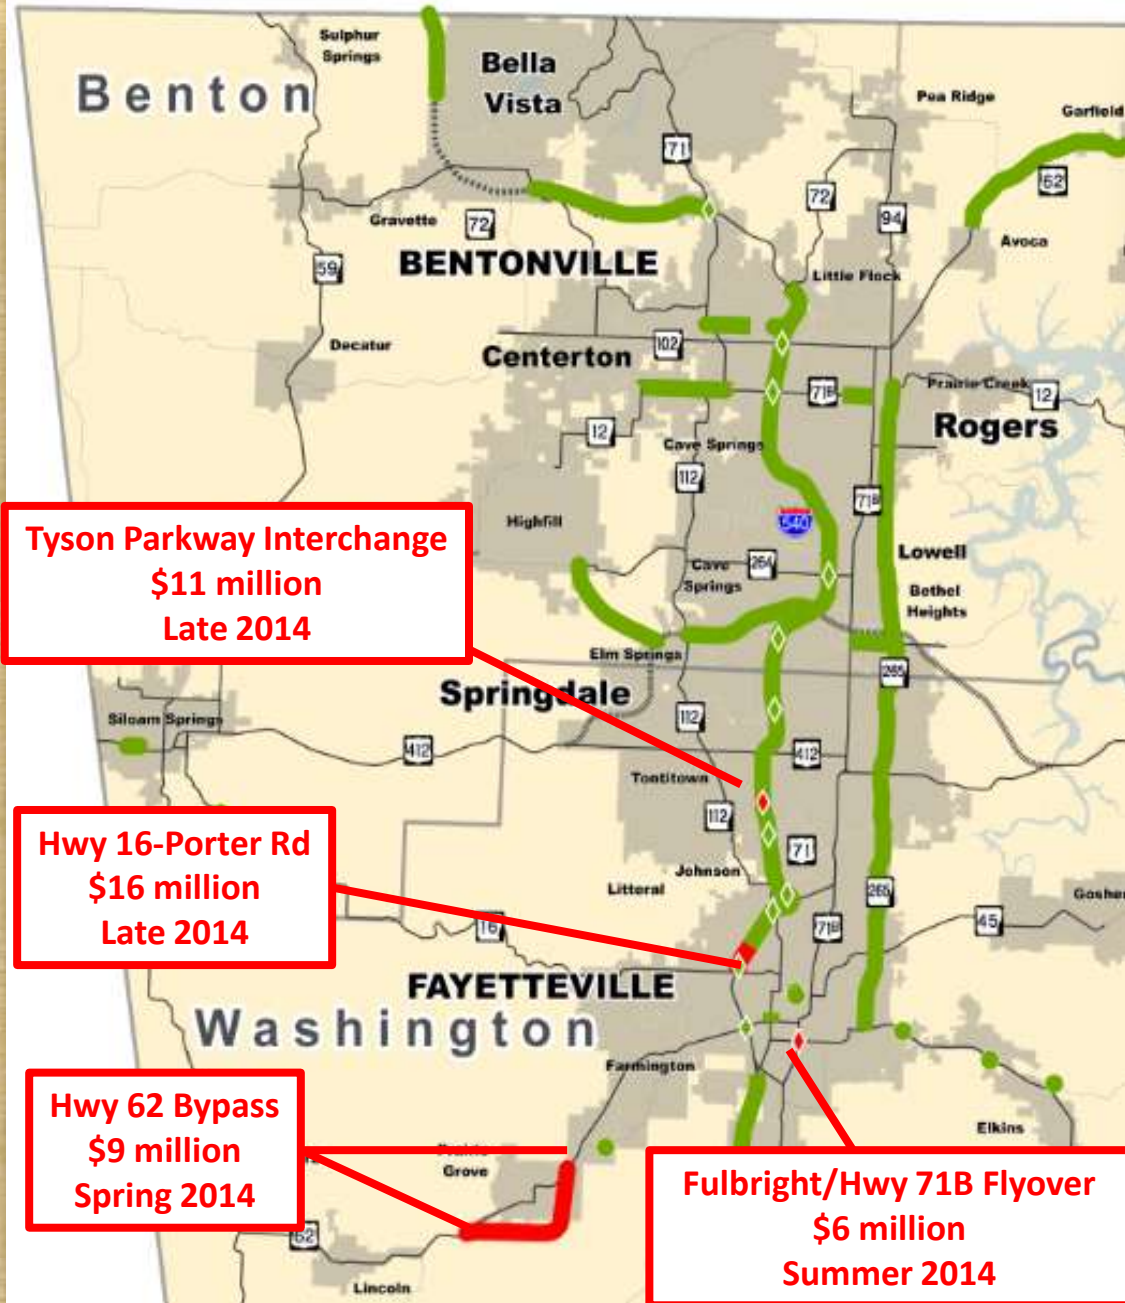 Sulphur
Springs
Bella
Vista
Benton
Pea Ridge
Garfield
71
62
72
94
Gravette
72
Avoca
BENTONVILLE
59
Little Flock
Decatur
102
Centerton
71B
Prairie Creek
12
Rogers
12
Cave Springs
112
71B
Highfill
540
Tyson Parkway Interchange
$11 million
Late 2014
Lowell
Cave
Springs
264
Bethel
Heights
Elm Springs
265
Springdale
Siloam Springs
112
412
412
Tontitown
112
71
Hwy 16-Porter Rd
$16 million
Late 2014
Johnson
Litteral
265
Goshen
45
16
71B
FAYETTEVILLE
Washington
Farmington
Hwy 62 Bypass
$9 million
Spring 2014
Elkins
Grove
Fulbright/Hwy 71B Flyover
$6 million
Summer 2014
62
Lincoln